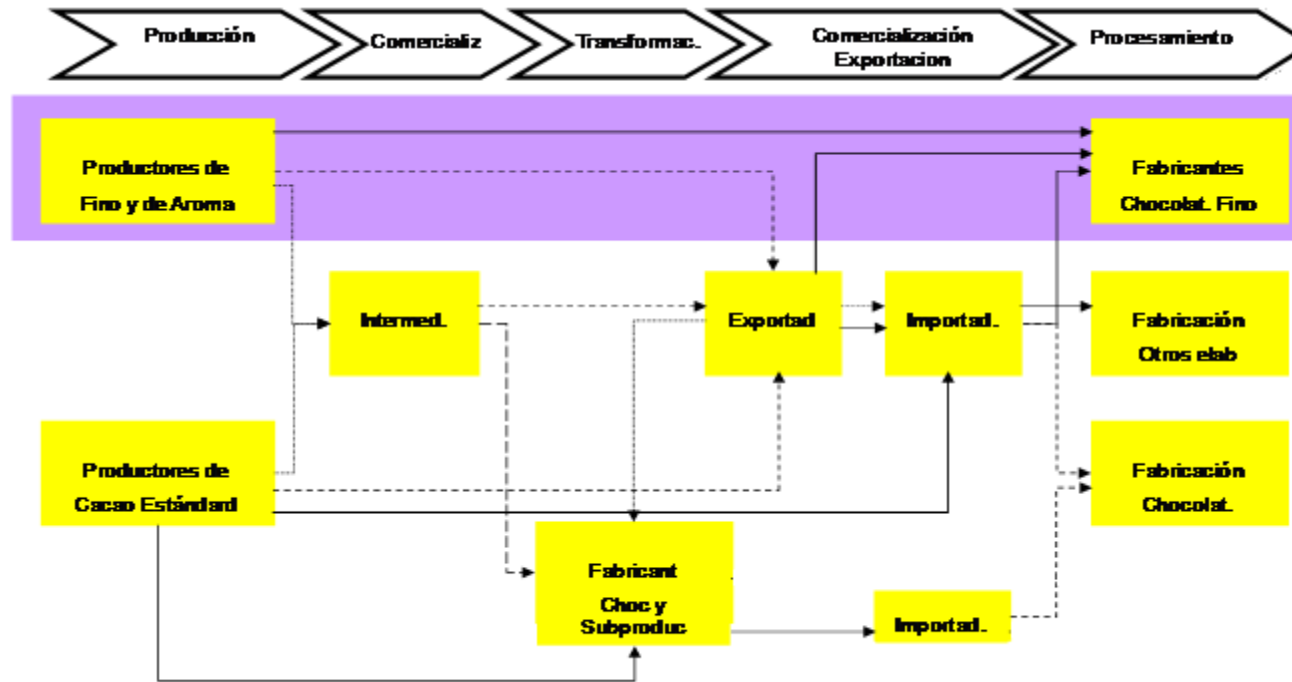 Producción
Comercializ
Transformac.
Comercialización
Exportacion
Procesamiento
Productores de
Fino y de Aroma
Fabricantes
Chocolat. Fino
Intermed.
Exportad
Importad.
Fabricación
Otros elab
Productores de
Cacao Estándard
Fabricación
Chocolat.
Fabricant
Choc y
Subproduc
Importad.